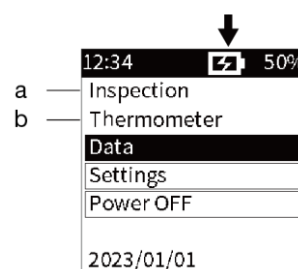 12:34 50%
a Inspection
b Thermometer
Data
Settings
Power OFF
2023/01/01